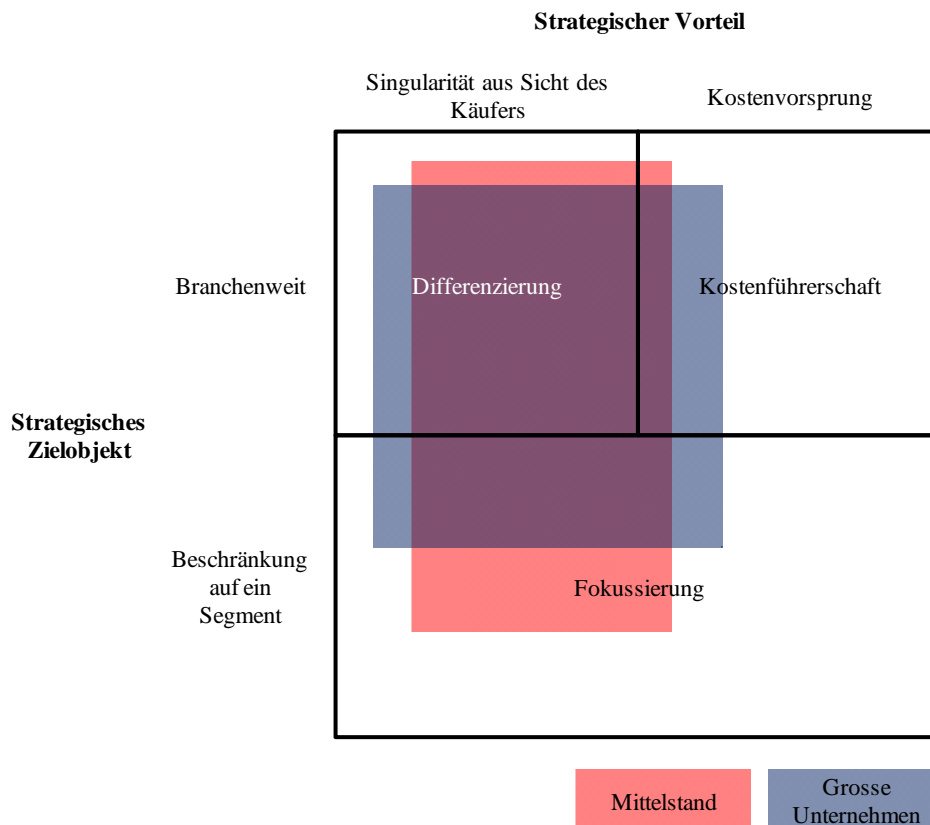 Strategischer Vorteil
Singularität aus Sicht des
Käufers
Kostenvorsprung
Branchenweit
Differenzierung
Kostenführerschaft
Strategisches
Zielobjekt
Beschränkung
auf ein
Segment
Fokussierung
Mittelstand
Grosse
Unternehmen